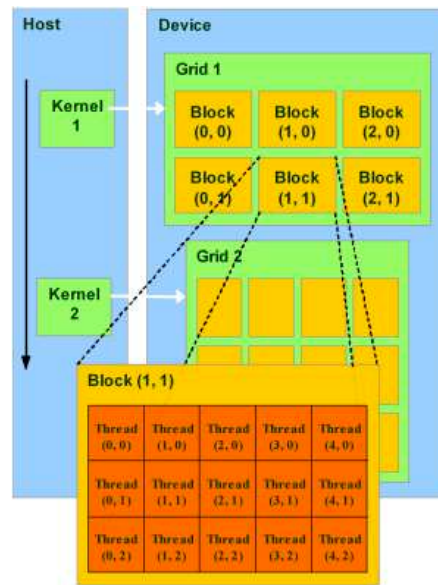 Host
Device
Grid 1
Kernel
1
Block
(0, 0)
Block
(1, 0)
Block
(2, 0)
Block
(0, 1)
Block
(1, 1)
Block
(2, 1)
Grid 2
Kernel
2
Block (1, 1)
Thread
(0, 0)
Thread
(1, 0)
Thread
(2, 0)
Thread
(3, 0)
Thread
(4, 0)
Thread
(0, 1)
Thread
(1, 1)
Thread
(2, 1)
Thread
(3, 1)
Thread
(4, 1)
Thread
(0, 2)
Thread
(1, 2)
Thread
(2, 2)
Thread
(3, 2)
Thread
(4, 2)